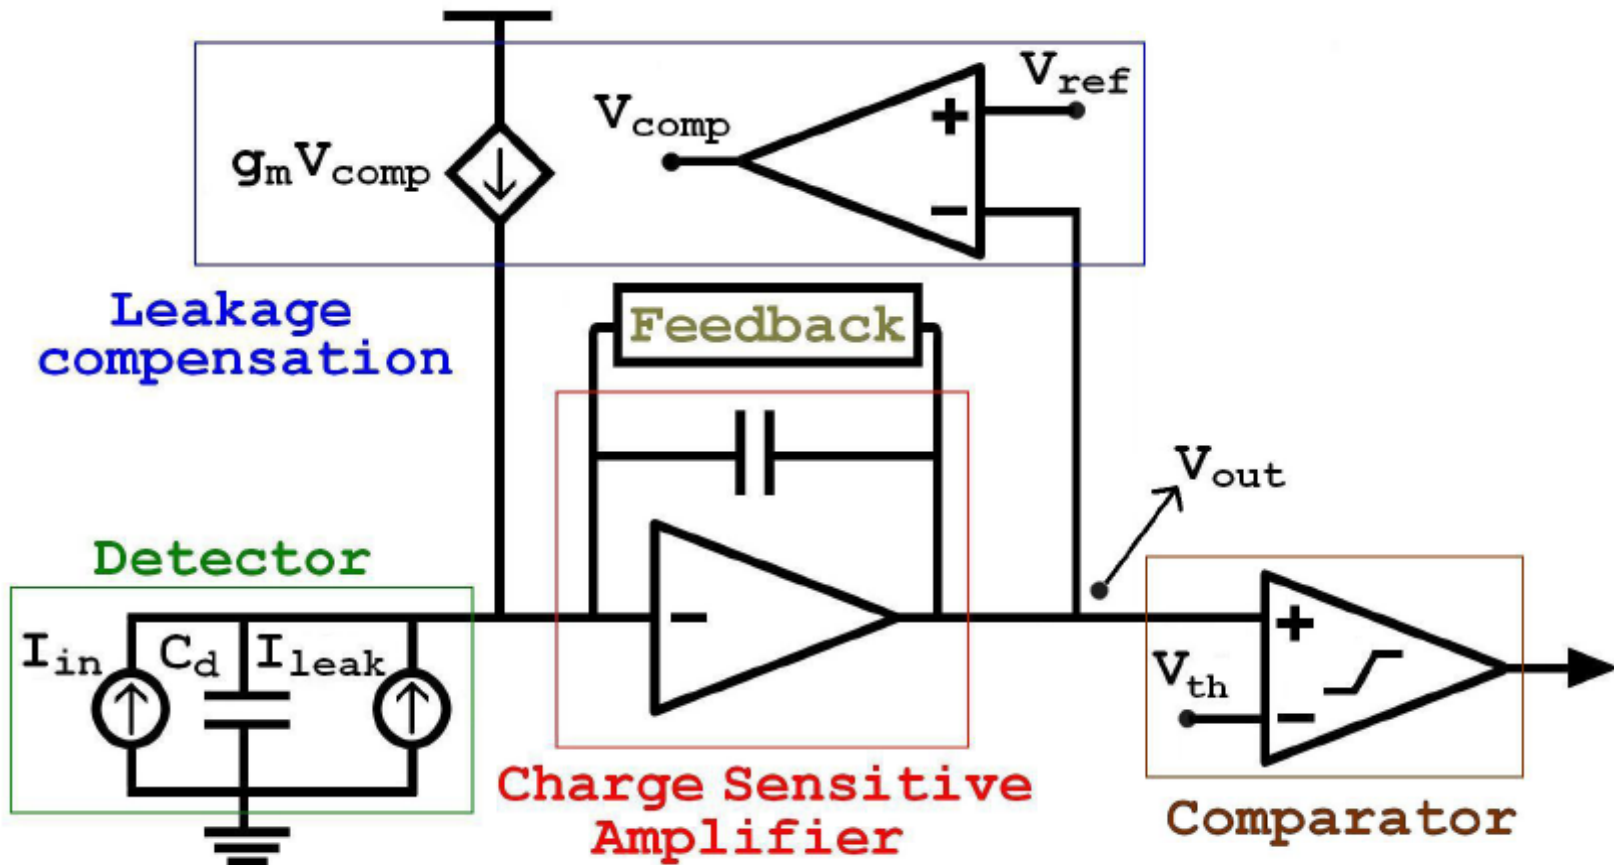 Vref
Vcomp
+
gmVcomp
−
Leakage
compensation
Feedback
Vout
Detector
Iin
Cd
Ileak
−
+
Vth
−
Charge Sensitive
Amplifier
Comparator